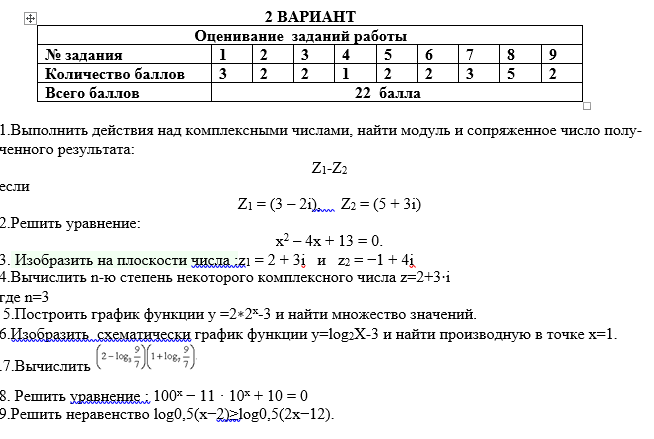 2 ВАРИАНТ
Оценивание заданий работы
№ задания 1 2 3 4 5 6 7 8 9
Количество баллов 3 2 2 1 2 2 3 5 2
Всего баллов 22 балла
1.Выполнить действия над комплексными числами, найти модуль и сопряженное число полу-
ченного результата:
Z₁-Z₂
если
Z₁ = (3 – 2i), Z₂ = (5 + 3i)
2.Решить уравнение:
x² – 4x + 13 = 0.
3. Изобразить на плоскости числа :z₁ = 2 + 3i и z₂ = −1 + 4i
4.Вычислить n-ю степень некоторого комплексного числа z=2+3·i
где n=3
5.Построить график функции y =2*2ˣ-3 и найти множество значений.
6.Изобразить схематически график функции y=log₂X-3 и найти производную в точке x=1.
.7.Вычислить (2−log₃ 9/7)(1+log₇ 9/7)
8. Решить уравнение : 100ˣ − 11 · 10ˣ + 10 = 0
9.Решить неравенство log0,5(x−2)≥log0,5(2x−12).